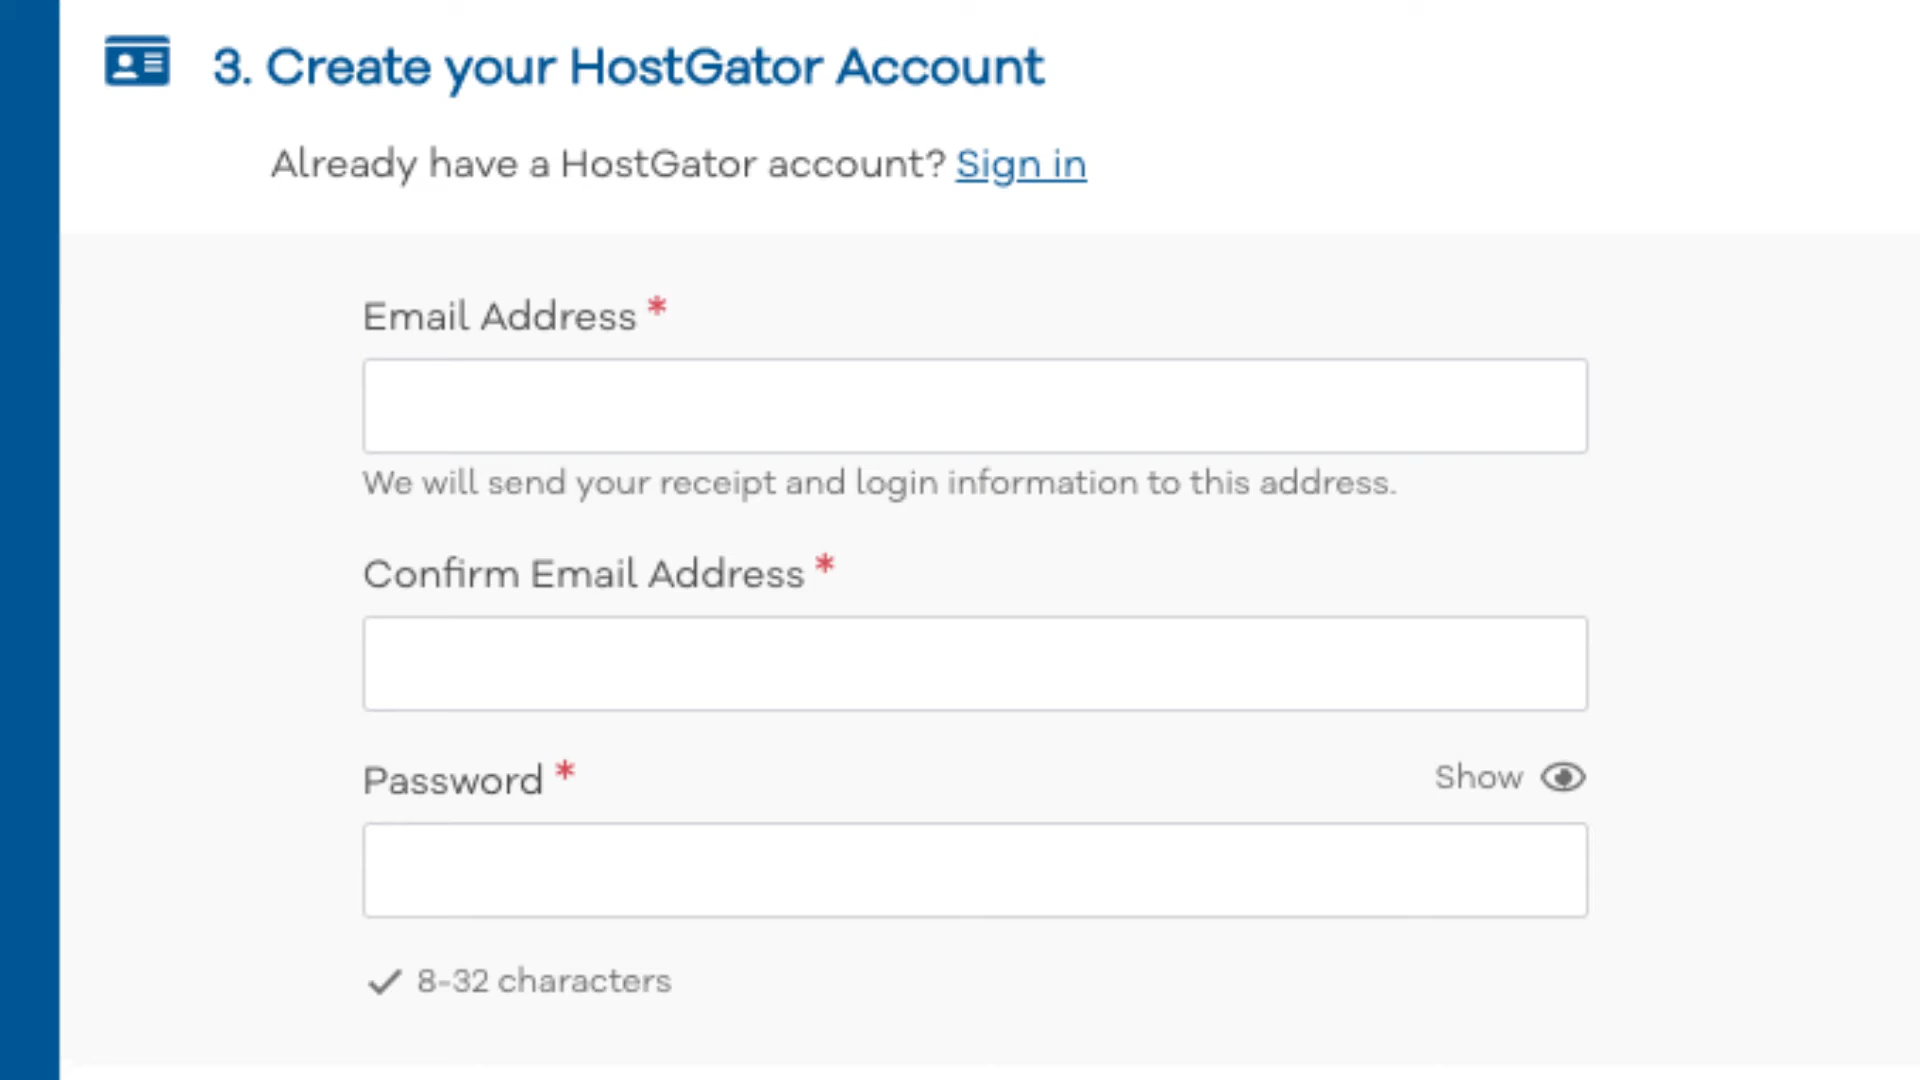 3. Create your HostGator Account
Already have a HostGator account? Sign in
Email Address *
We will send your receipt and login information to this address.
Confirm Email Address *
Password *
Show
8-32 characters